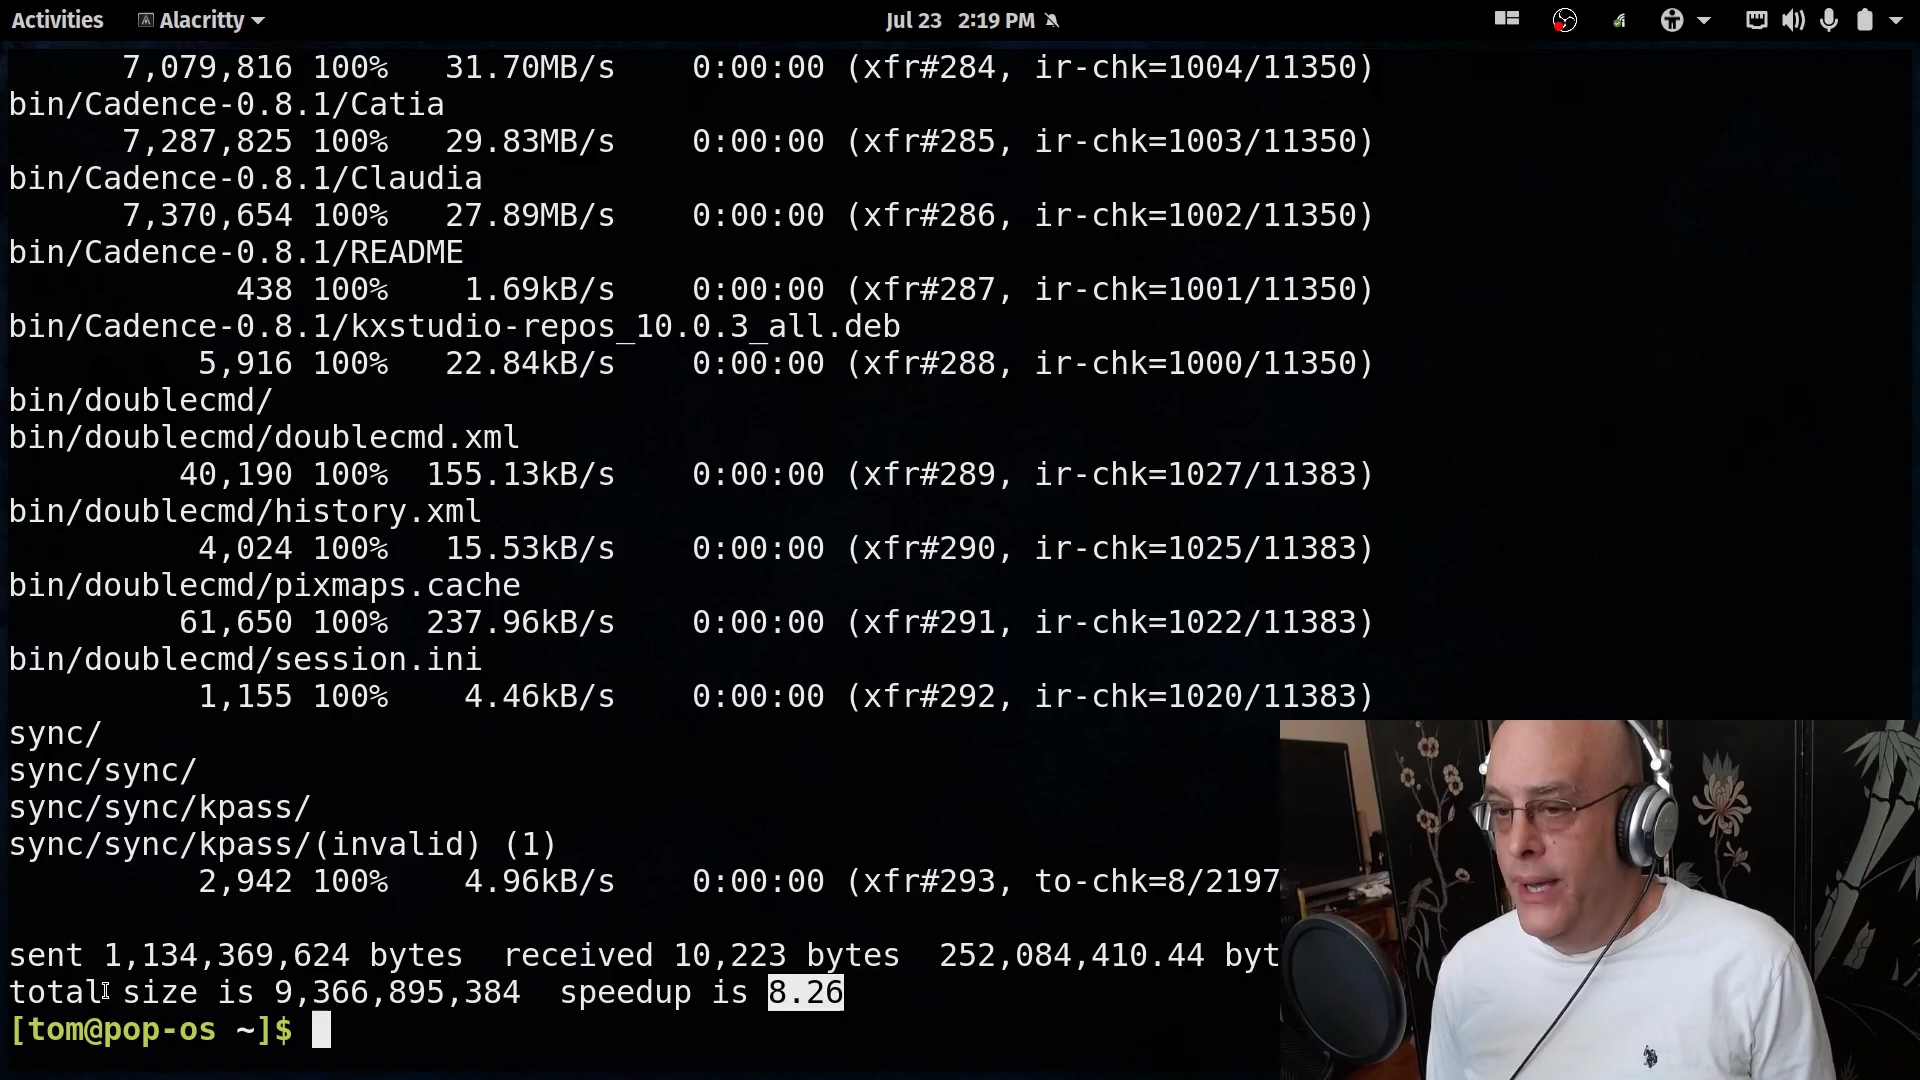 Activities Alacritty Jul 23 2:19 PM
7,079,816 100% 31.70MB/s 0:00:00 (xfr#284, ir-chk=1004/11350)
bin/Cadence-0.8.1/Catia
7,287,825 100% 29.83MB/s 0:00:00 (xfr#285, ir-chk=1003/11350)
bin/Cadence-0.8.1/Claudia
7,370,654 100% 27.89MB/s 0:00:00 (xfr#286, ir-chk=1002/11350)
bin/Cadence-0.8.1/README
438 100% 1.69kB/s 0:00:00 (xfr#287, ir-chk=1001/11350)
bin/Cadence-0.8.1/kxstudio-repos_10.0.3_all.deb
5,916 100% 22.84kB/s 0:00:00 (xfr#288, ir-chk=1000/11350)
bin/doublecmd/
bin/doublecmd/doublecmd.xml
40,190 100% 155.13kB/s 0:00:00 (xfr#289, ir-chk=1027/11383)
bin/doublecmd/history.xml
4,024 100% 15.53kB/s 0:00:00 (xfr#290, ir-chk=1025/11383)
bin/doublecmd/pixmaps.cache
61,650 100% 237.96kB/s 0:00:00 (xfr#291, ir-chk=1022/11383)
bin/doublecmd/session.ini
1,155 100% 4.46kB/s 0:00:00 (xfr#292, ir-chk=1020/11383)
sync/
sync/sync/
sync/sync/kpass/
sync/sync/kpass/(invalid) (1)
2,942 100% 4.96kB/s 0:00:00 (xfr#293, to-chk=8/2197
sent 1,134,369,624 bytes received 10,223 bytes 252,084,410.44 byt
total size is 9,366,895,384 speedup is 8.26
[tom@pop-os ~]$